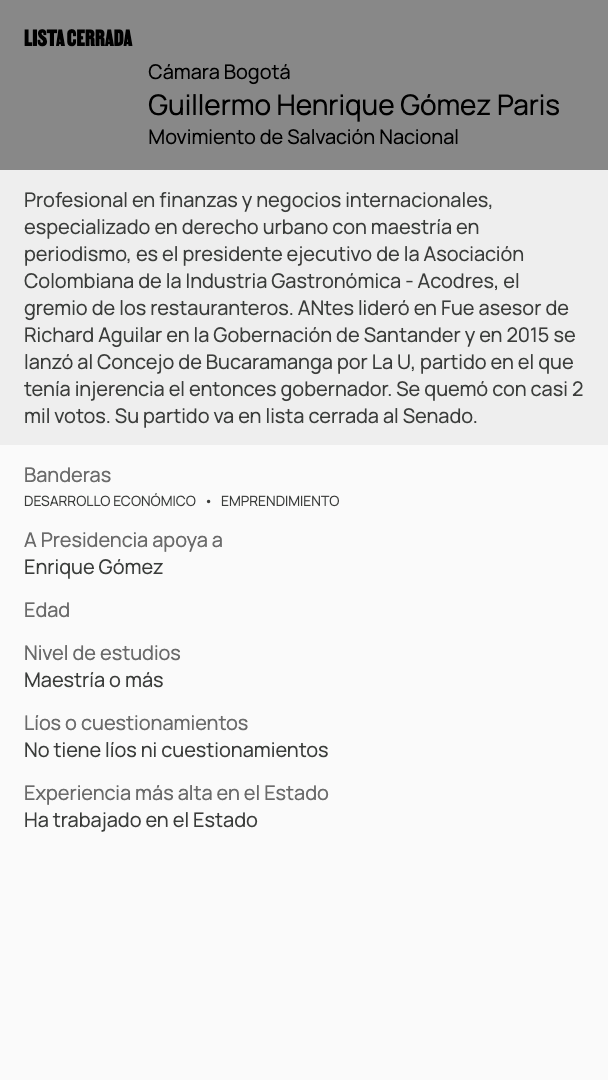 LISTA CERRADA
Cámara Bogotá
Guillermo Henrique Gómez Paris
Movimiento de Salvación Nacional
Profesional en finanzas y negocios internacionales,
especializado en derecho urbano con maestría en
periodismo, es el presidente ejecutivo de la Asociación
Colombiana de la Industria Gastronómica - Acodres, el
gremio de los restauranteros. ANtes lideró en Fue asesor de
Richard Aguilar en la Gobernación de Santander y en 2015 se
lanzó al Concejo de Bucaramanga por La U, partido en el que
tenía injerencia el entonces gobernador. Se quemó con casi 2
mil votos. Su partido va en lista cerrada al Senado.
Banderas
DESARROLLO ECONÓMICO • EMPRENDIMIENTO
A Presidencia apoya a
Enrique Gómez
Edad
Nivel de estudios
Maestría o más
Líos o cuestionamientos
No tiene líos ni cuestionamientos
Experiencia más alta en el Estado
Ha trabajado en el Estado